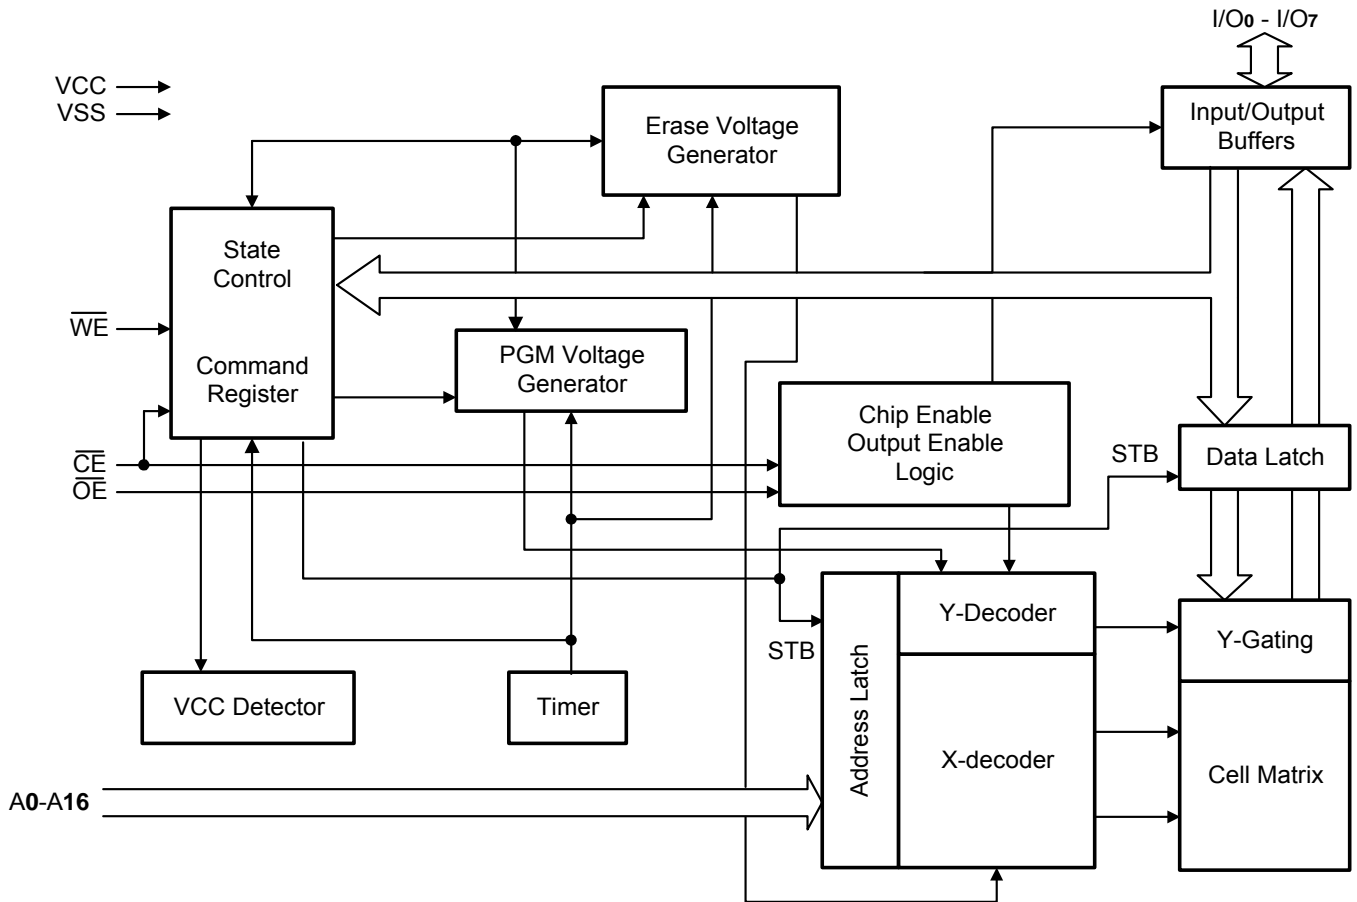 I/O0 - I/O7
VCC
VSS
Erase Voltage
Generator
Input/Output
Buffers
State
Control
WE
Command
Register
PGM Voltage
Generator
Chip Enable
Output Enable
Logic
CE
OE
STB
Data Latch
Y-Decoder
STB
Y-Gating
Address Latch
VCC Detector
Timer
X-decoder
Cell Matrix
A0-A16